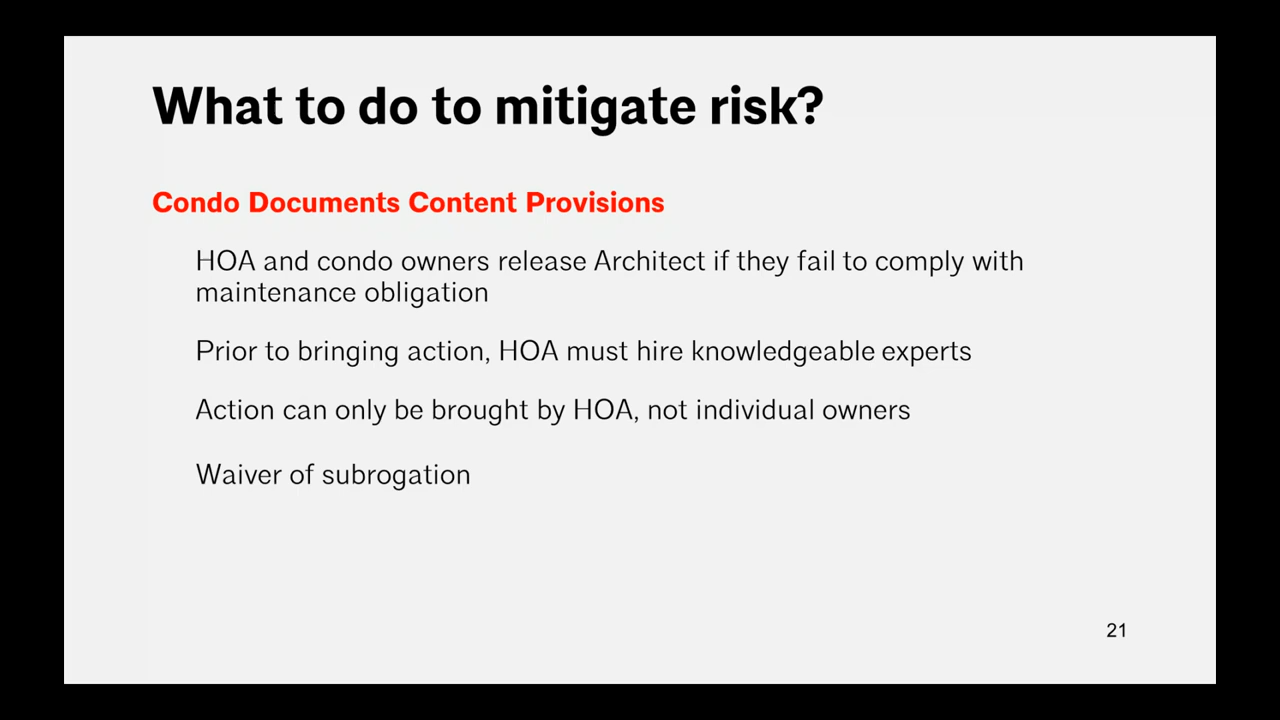 What to do to mitigate risk?
Condo Documents Content Provisions
HOA and condo owners release Architect if they fail to comply with
maintenance obligation
Prior to bringing action, HOA must hire knowledgeable experts
Action can only be brought by HOA, not individual owners
Waiver of subrogation
21